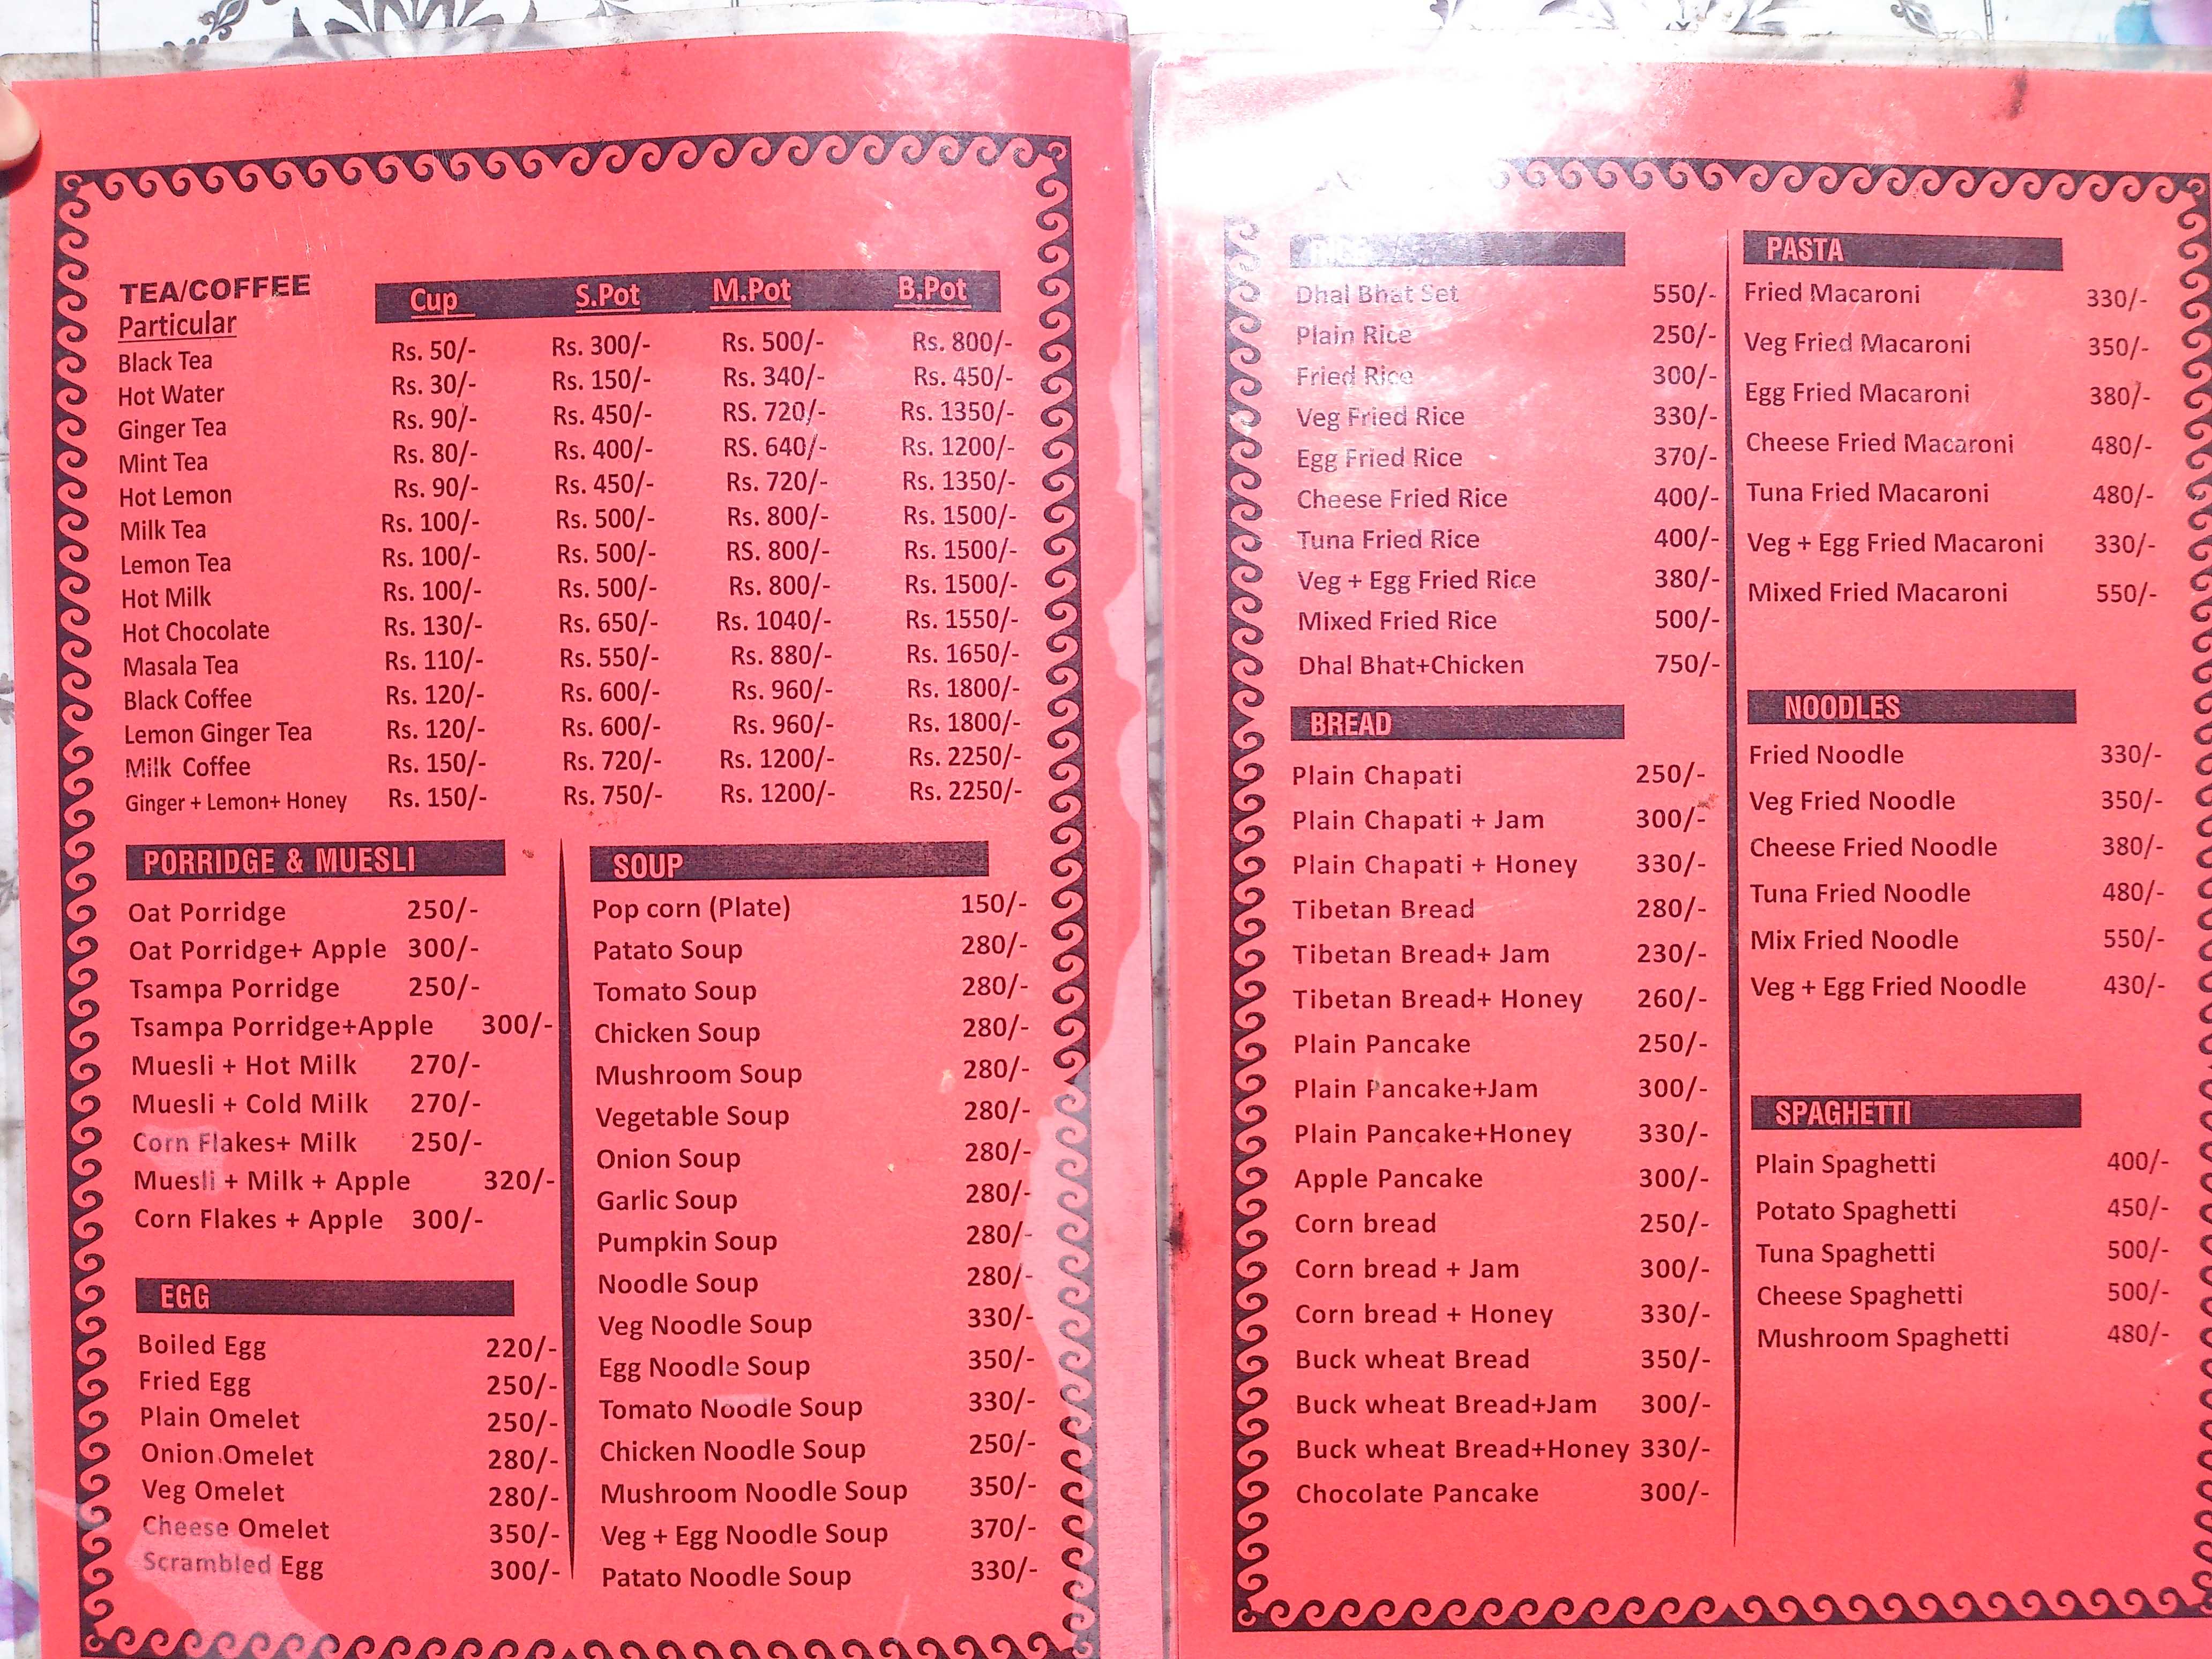 TEA/COFFEE
Particular Cup S.Pot M.Pot B.Pot
Black Tea Rs. 50/- Rs. 300/- Rs. 500/- Rs. 800/-
Hot Water Rs. 30/- Rs. 150/- Rs. 340/- Rs. 450/-
Ginger Tea Rs. 90/- Rs. 450/- RS. 720/- Rs. 1350/-
Mint Tea Rs. 80/- Rs. 400/- RS. 640/- Rs. 1200/-
Hot Lemon Rs. 90/- Rs. 450/- Rs. 720/- Rs. 1350/-
Milk Tea Rs. 100/- Rs. 500/- Rs. 800/- Rs. 1500/-
Lemon Tea Rs. 100/- Rs. 500/- RS. 800/- Rs. 1500/-
Hot Milk Rs. 100/- Rs. 500/- Rs. 800/- Rs. 1500/-
Hot Chocolate Rs. 130/- Rs. 650/- Rs. 1040/- Rs. 1550/-
Masala Tea Rs. 110/- Rs. 550/- Rs. 880/- Rs. 1650/-
Black Coffee Rs. 120/- Rs. 600/- Rs. 960/- Rs. 1800/-
Lemon Ginger Tea Rs. 120/- Rs. 600/- Rs. 960/- Rs. 1800/-
Milk Coffee Rs. 150/- Rs. 720/- Rs. 1200/- Rs. 2250/-
Ginger + Lemon+ Honey Rs. 150/- Rs. 750/- Rs. 1200/- Rs. 2250/-
PORRIDGE & MUESLI
Oat Porridge 250/-
Oat Porridge+ Apple 300/-
Tsampa Porridge 250/-
Tsampa Porridge+Apple 300/-
Muesli + Hot Milk 270/-
Muesli + Cold Milk 270/-
Corn Flakes+ Milk 250/-
Muesli + Milk + Apple 320/-
Corn Flakes + Apple 300/-
EGG
Boiled Egg 220/-
Fried Egg 250/-
Plain Omelet 250/-
Onion Omelet 280/-
Veg Omelet 280/-
Cheese Omelet 350/-
Scrambled Egg 300/-
SOUP
Pop corn (Plate) 150/-
Patato Soup 280/-
Tomato Soup 280/-
Chicken Soup 280/-
Mushroom Soup 280/-
Vegetable Soup 280/-
Onion Soup 280/-
Garlic Soup 280/-
Pumpkin Soup 280/-
Noodle Soup 280/-
Veg Noodle Soup 330/-
Egg Noodle Soup 350/-
Tomato Noodle Soup 330/-
Chicken Noodle Soup 250/-
Mushroom Noodle Soup 350/-
Veg + Egg Noodle Soup 370/-
Patato Noodle Soup 330/-
RICE
Dhal Bhat Set 550/-
Plain Rice 250/-
Fried Rice 300/-
Veg Fried Rice 330/-
Egg Fried Rice 370/-
Cheese Fried Rice 400/-
Tuna Fried Rice 400/-
Veg + Egg Fried Rice 380/-
Mixed Fried Rice 500/-
Dhal Bhat+Chicken 750/-
BREAD
Plain Chapati 250/-
Plain Chapati + Jam 300/-
Plain Chapati + Honey 330/-
Tibetan Bread 280/-
Tibetan Bread+ Jam 230/-
Tibetan Bread+ Honey 260/-
Plain Pancake 250/-
Plain Pancake+Jam 300/-
Plain Pancake+Honey 330/-
Apple Pancake 300/-
Corn bread 250/-
Corn bread + Jam 300/-
Corn bread + Honey 330/-
Buck wheat Bread 350/-
Buck wheat Bread+Jam 300/-
Buck wheat Bread+Honey 330/-
Chocolate Pancake 300/-
PASTA
Fried Macaroni 330/-
Veg Fried Macaroni 350/-
Egg Fried Macaroni 380/-
Cheese Fried Macaroni 480/-
Tuna Fried Macaroni 480/-
Veg + Egg Fried Macaroni 330/-
Mixed Fried Macaroni 550/-
NOODLES
Fried Noodle 330/-
Veg Fried Noodle 350/-
Cheese Fried Noodle 380/-
Tuna Fried Noodle 480/-
Mix Fried Noodle 550/-
Veg + Egg Fried Noodle 430/-
SPAGHETTI
Plain Spaghetti 400/-
Potato Spaghetti 450/-
Tuna Spaghetti 500/-
Cheese Spaghetti 500/-
Mushroom Spaghetti 480/-